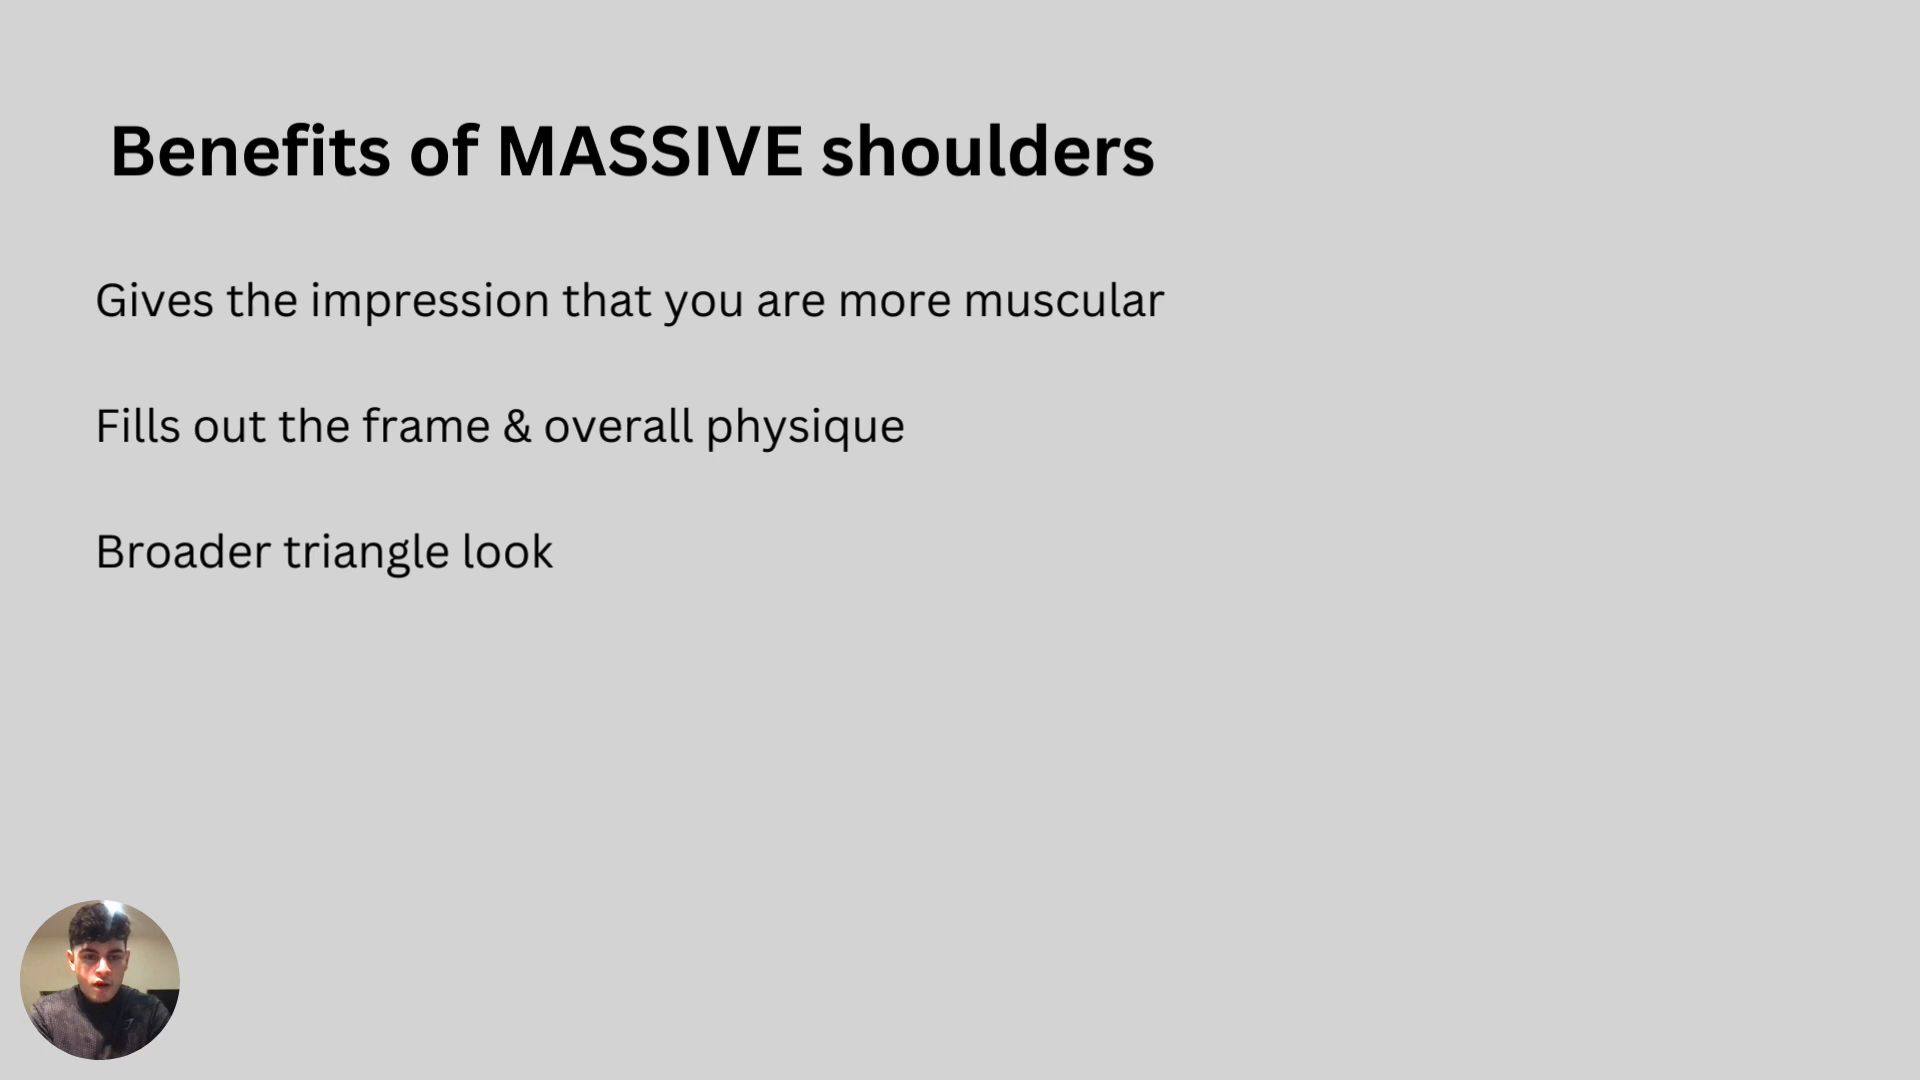 Benefits of MASSIVE shoulders
Gives the impression that you are more muscular
Fills out the frame & overall physique
Broader triangle look